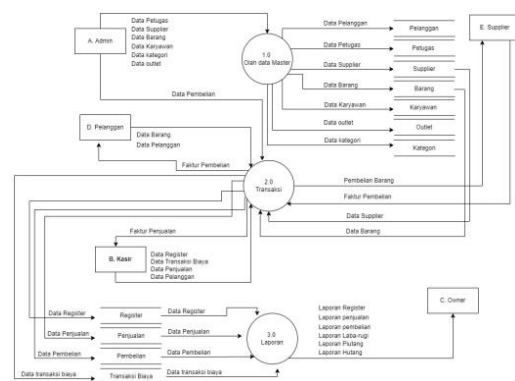 A. Admin
Data Petugas
Data Supplier
Data Barang
Data Karyawan
Data kategori
Data outlet
1.0
Olah data Master
Data Pelanggan
Pelanggan
Data Petugas
Petugas
Data Supplier
Supplier
Data Barang
Barang
Data Karyawan
Karyawan
Data outlet
Outlet
Data kategori
Kategori
E. Supplier
Data Pembelian
D. Pelanggan
Data Barang
Data Pelanggan
Faktur Pembelian
2.0
Transaksi
Pembelian Barang
Faktur Pembelian
Data Supplier
Data Barang
Faktur Penjualan
B. Kasir
Data Register
Data Transaksi Biaya
Data Penjualan
Data Pelanggan
C. Owner
Data Register
Register
Data Register
Data Penjualan
Penjualan
Data Penjualan
Data Pembelian
Pembelian
Data Pembelian
Data transaksi biaya
Transaksi Biaya
Data transaksi biaya
3.0
Laporan
Laporan Register
Laporan penjualan
Laporan pembelian
Laporan Laba-rugi
Laporan Piutang
Laporan Hutang